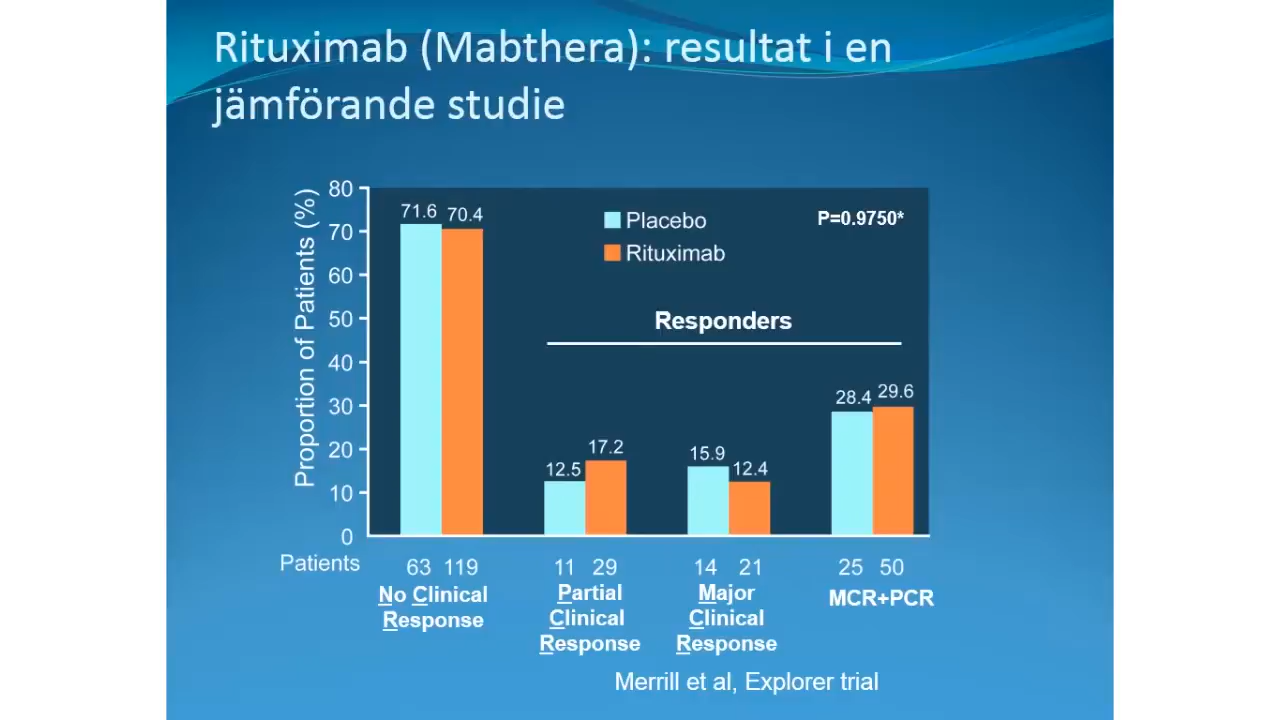 Rituximab (Mabthera): resultat i en
jämförande studie
Proportion of Patients (%)
80
70
60
50
40
30
20
10
0
71.6 70.4
Placebo
Rituximab
P=0.9750*
Responders
12.5 17.2
15.9 12.4
28.4 29.6
Patients 63 119 11 29 14 21 25 50
No Clinical
Response
Partial
Clinical
Response
Major
Clinical
Response
MCR+PCR
Merrill et al, Explorer trial